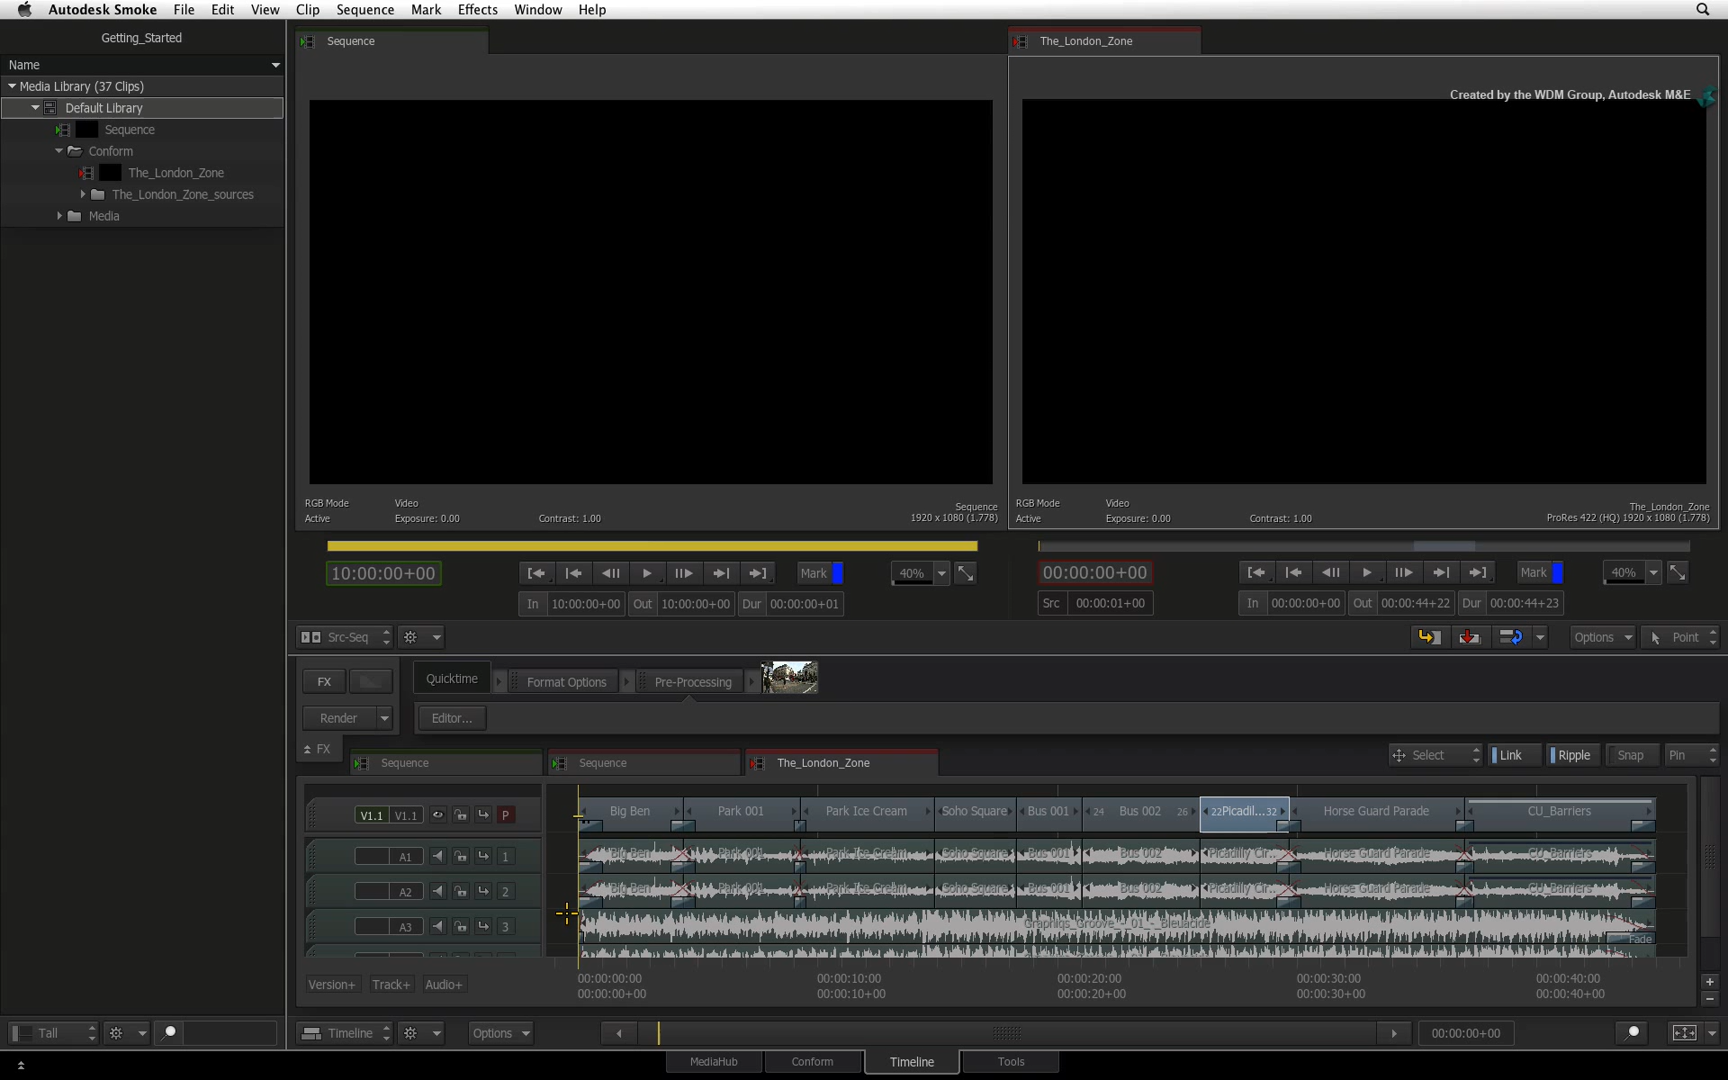 Autodesk Smoke File Edit View Clip Sequence Mark Effects Window Help
Getting_Started
Name
Media Library (37 Clips)
Default Library
Sequence
Conform
The_London_Zone
The_London_Zone_sources
Media
Sequence
The_London_Zone
Created by the WDM Group, Autodesk M&E
RGB Mode Video
Sequence
Active Exposure: 0.00 Contrast: 1.00 1920 x 1080 (1.778)
RGB Mode Video
The_London_Zone
Active Exposure: 0.00 Contrast: 1.00 ProRes 422 (HQ) 1920 x 1080 (1.778)
10:00:00+00 Mark 40%
In 10:00:00+00 Out 10:00:00+00 Dur 00:00:00+01
00:00:00+00 Mark 40%
Src 00:00:01+00 In 00:00:00+00 Out 00:00:44+22 Dur 00:00:44+23
Src-Seq Options Point
FX Quicktime Format Options Pre-Processing
Render Editor...
FX
Sequence Sequence The_London_Zone Select Link Ripple Snap Pin
V1.1 V1.1 P Big Ben Park 001 Park Ice Cream Soho Square Bus 001 24 Bus 002 26 22 Picadil... 32 Horse Guard Parade CU_Barriers
A1 1 Big Ben Park 001 Park Ice Cream Soho Square Bus 001 Bus 002 Picadilly Cir... Horse Guard Parade CU_Barriers
A2 2 Big Ben Park 001 Park Ice Cream Soho Square Bus 001 Bus 002 Picadilly Cir... Horse Guard Parade CU_Barriers
A3 3 Fade
Version+ Track+ Audio+
00:00:00:00 00:00:10:00 00:00:20:00 00:00:30:00 00:00:40:00
00:00:00+00 00:00:10+00 00:00:20+00 00:00:30+00 00:00:40+00
Tall Timeline Options 00:00:00+00
MediaHub Conform Timeline Tools